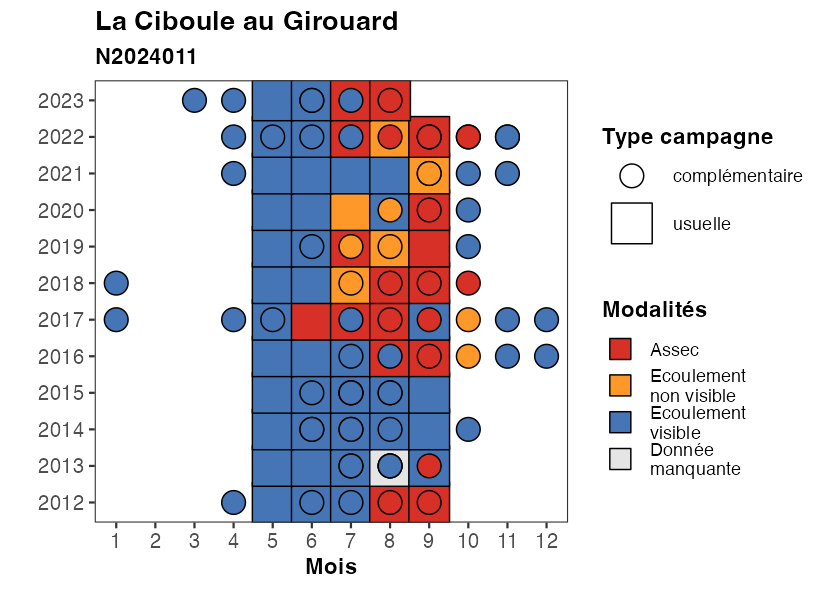 La Ciboule au Girouard
N2024011
2023
2022
2021
2020
2019
2018
2017
2016
2015
2014
2013
2012
1 2 3 4 5 6 7 8 9 10 11 12
Mois
Type campagne
complémentaire
usuelle
Modalités
Assec
Ecoulement
non visible
Ecoulement
visible
Donnée
manquante